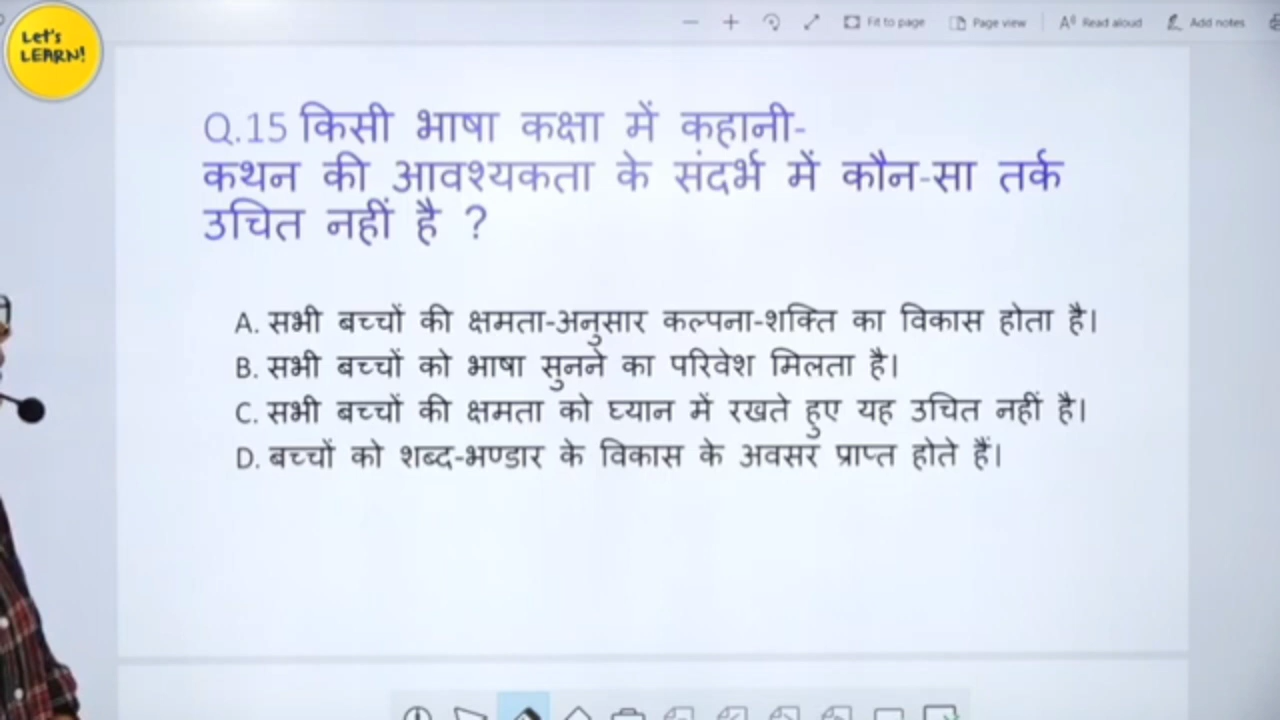 Let's
LEARN!
Fit to page
Page view
Read aloud
Add notes
Q.15 किसी भाषा कक्षा में कहानी-
कथन की आवश्यकता के संदर्भ में कौन-सा तर्क
उचित नहीं है ?
A. सभी बच्चों की क्षमता-अनुसार कल्पना-शक्ति का विकास होता है।
B. सभी बच्चों को भाषा सुनने का परिवेश मिलता है।
C. सभी बच्चों की क्षमता को घ्यान में रखते हुए यह उचित नहीं है।
D. बच्चों को शब्द-भण्डार के विकास के अवसर प्राप्त होते हैं।